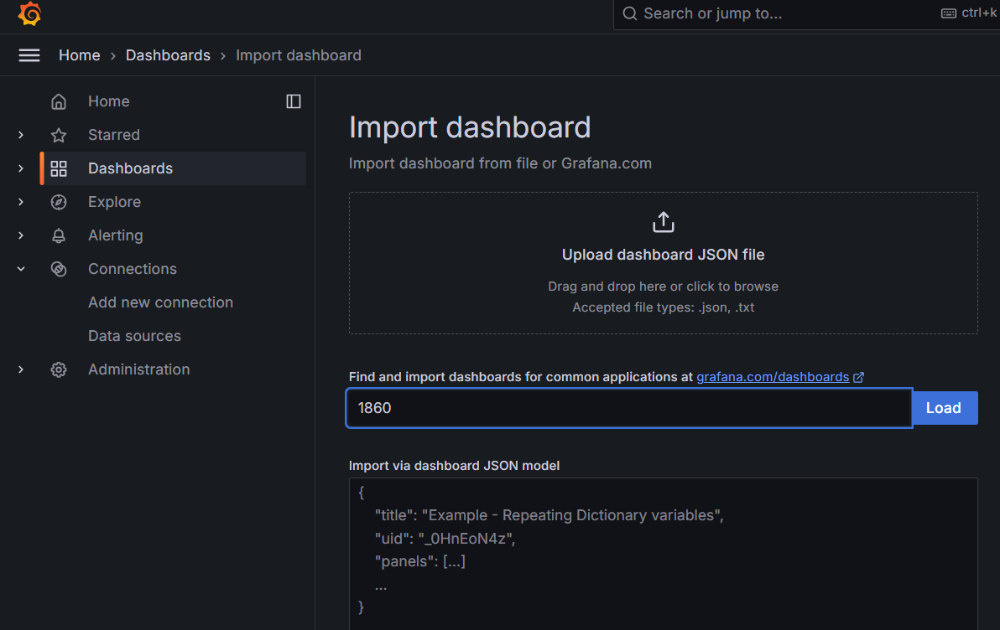 Search or jump to... ctrl+k
Home › Dashboards › Import dashboard
Home
Starred
Dashboards
Explore
Alerting
Connections
Add new connection
Data sources
Administration
Import dashboard
Import dashboard from file or Grafana.com
Upload dashboard JSON file
Drag and drop here or click to browse
Accepted file types: .json, .txt
Find and import dashboards for common applications at grafana.com/dashboards
1860 Load
Import via dashboard JSON model
{
"title": "Example - Repeating Dictionary variables",
"uid": "_0HnEoN4z",
"panels": [...]
...
}